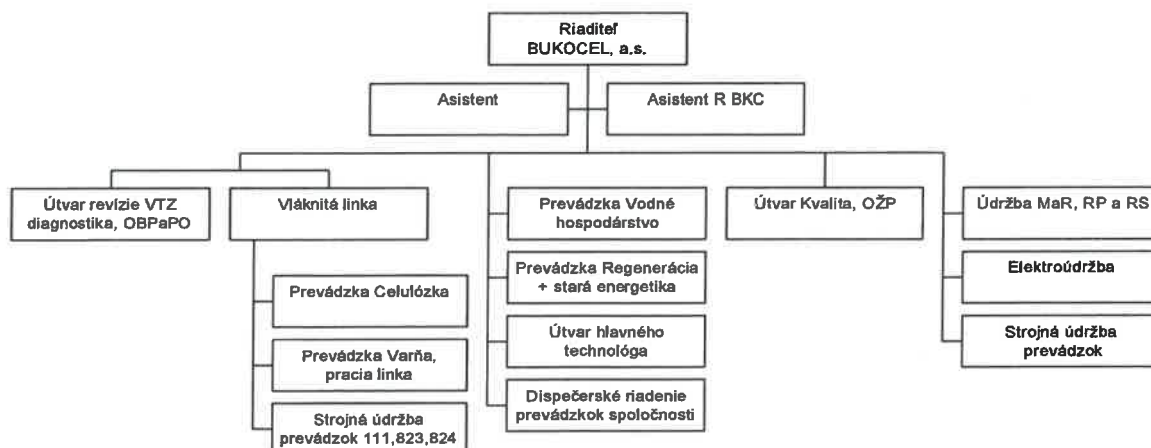 Riaditeľ
BUKOCEL, a.s.
Asistent
Asistent R BKC
Útvar revízie VTZ
diagnostika, OBPaPO
Vláknitá linka
Prevádzka Vodné
hospodárstvo
Útvar Kvalita, OŽP
Údržba MaR, RP a RS
Prevádzka Celulózka
Prevádzka Regenerácia
+ stará energetika
Elektroúdržba
Prevádzka Varňa,
pracia linka
Útvar hlavného
technológa
Strojná údržba
prevádzok
Strojná údržba
prevádzok 111,823,824
Dispečerské riadenie
prevádzkok spoločnosti